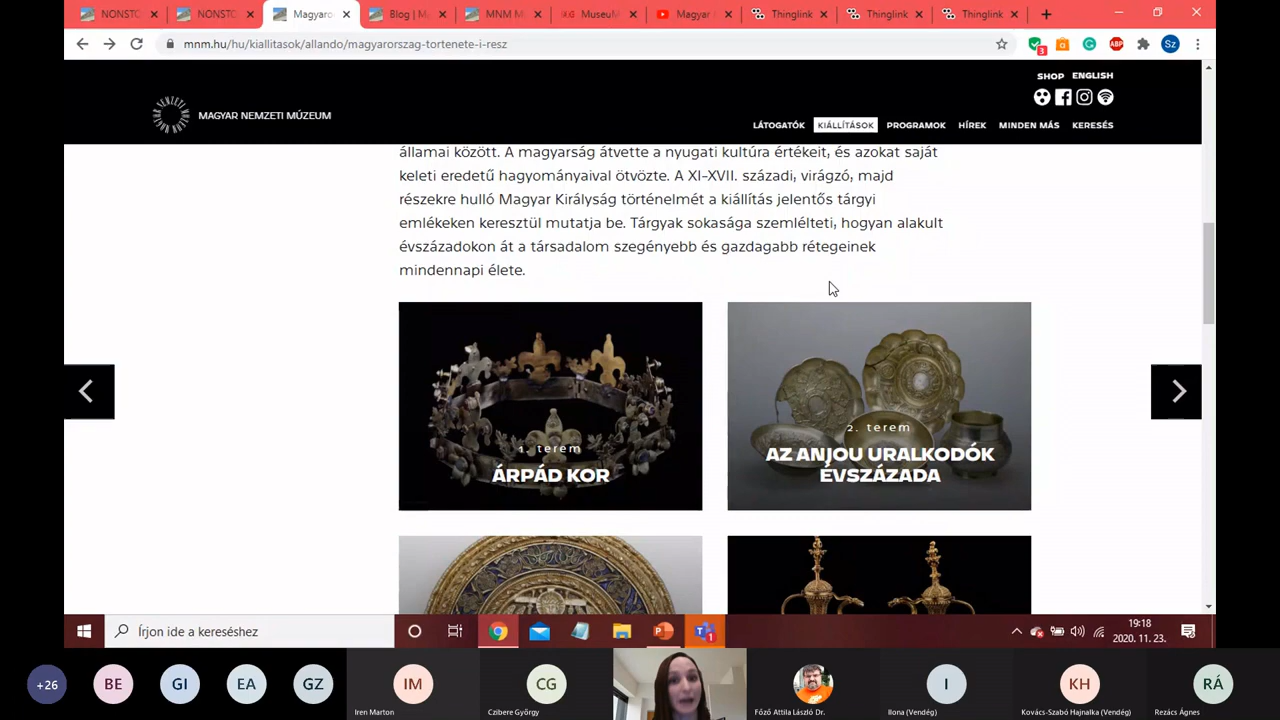 NONSTO
NONSTO
Magyaro
Blog | Ma
MNM M
MuseuM
Magyar
Thinglink
Thinglink
Thinglink
mnm.hu/hu/kiallitasok/allando/magyarorszag-tortenete-i-resz
3
ABP
Sz
SHOP ENGLISH
MAGYAR NEMZETI MÚZEUM
LÁTOGATÓK KIÁLLÍTÁSOK PROGRAMOK HÍREK MINDEN MÁS KERESÉS
államai között. A magyarság átvette a nyugati kultúra értékeit, és azokat saját
keleti eredetű hagyományaival ötvözte. A XI-XVII. századi, virágzó, majd
részekre hulló Magyar Királyság történelmét a kiállítás jelentős tárgyi
emlékeken keresztül mutatja be. Tárgyak sokasága szemlélteti, hogyan alakult
évszázadokon át a társadalom szegényebb és gazdagabb rétegeinek
mindennapi élete.
1. terem
ÁRPÁD KOR
2. terem
AZ ANJOU URALKODÓK
ÉVSZÁZADA
Írjon ide a kereséshez
1
19:18
2020. 11. 23.
+26
BE
GI
EA
GZ
IM
Iren Marton
CG
Czibere György
Főző Attila László Dr.
I
Ilona (Vendég)
KH
Kovács-Szabó Hajnalka (Vendég)
RÁ
Rezács Ágnes